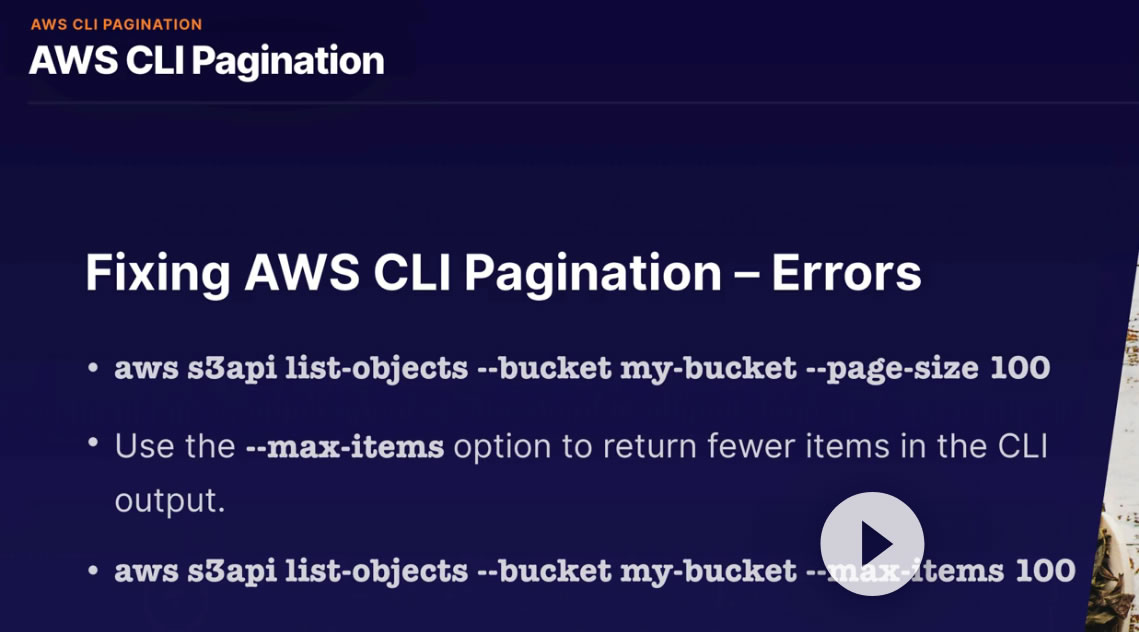 AWS CLI PAGINATION
AWS CLI Pagination
Fixing AWS CLI Pagination – Errors
• aws s3api list-objects --bucket my-bucket --page-size 100
• Use the --max-items option to return fewer items in the CLI
output.
• aws s3api list-objects --bucket my-bucket --max-items 100